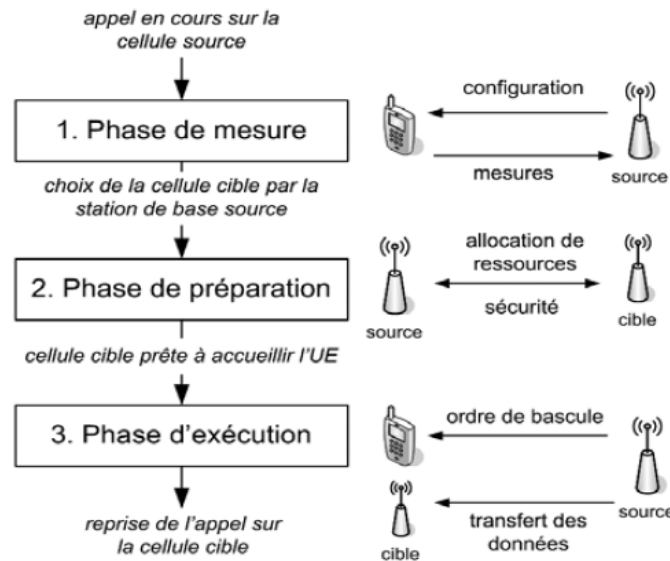 appel en cours sur la
cellule source
1. Phase de mesure
configuration
mesures
source
choix de la cellule cible par la
station de base source
2. Phase de préparation
allocation de
ressources
sécurité
source
cible
cellule cible prête à accueillir l'UE
3. Phase d'exécution
ordre de bascule
source
transfert des
données
cible
reprise de l'appel sur
la cellule cible